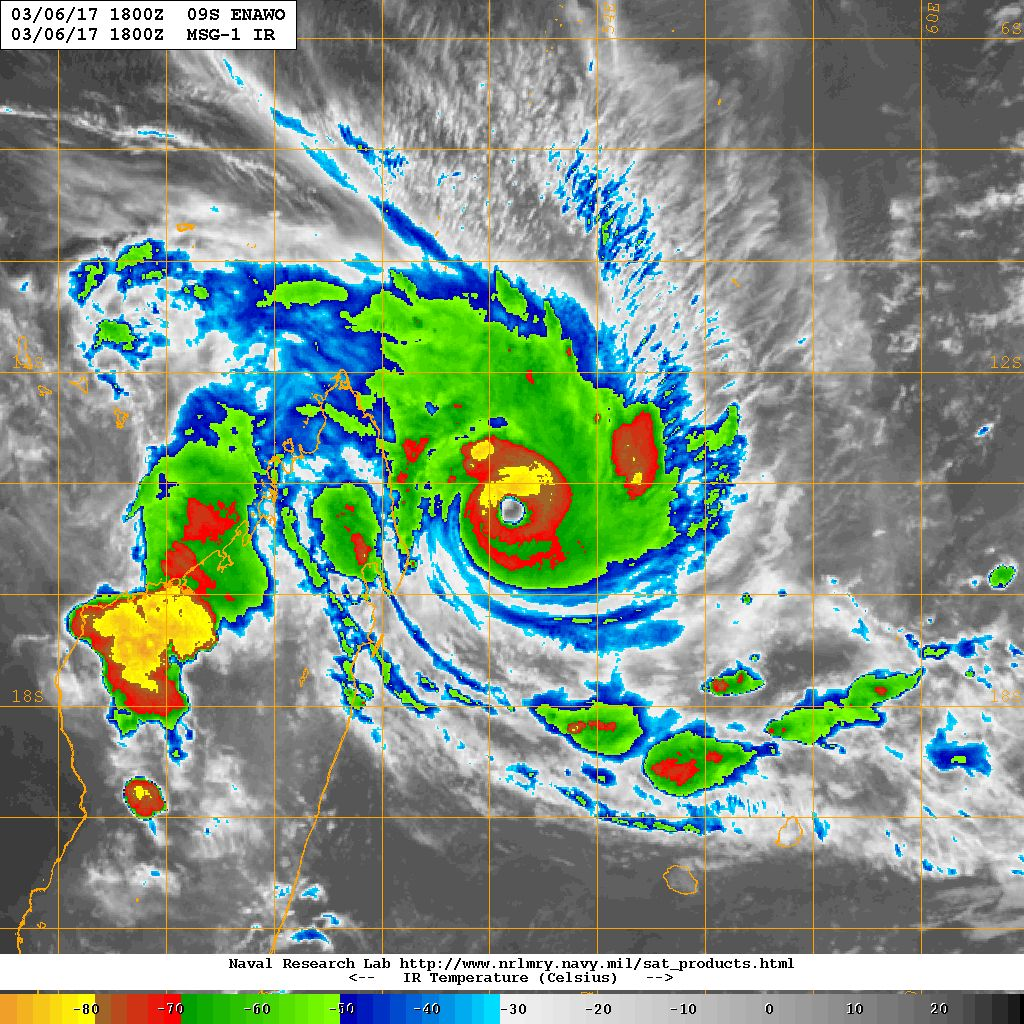 03/06/17 1800Z 09S ENAWO
03/06/17 1800Z MSG-1 IR
54E
60E
6S
12S
12S
18S
18S
Naval Research Lab http://www.nrlmry.navy.mil/sat_products.html
<-- IR Temperature (Celsius) -->
-80 -70 -60 -50 -40 -30 -20 -10 0 10 20